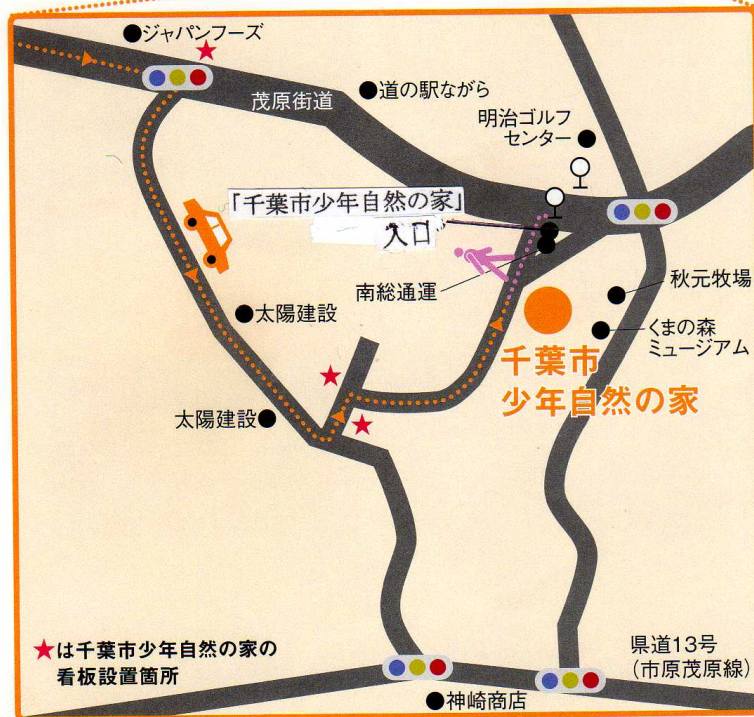 ジャパンフーズ
茂原街道
道の駅ながら
明治ゴルフ
センター
「千葉市少年自然の家」
入口
南総通運
秋元牧場
くまの森
ミュージアム
太陽建設
千葉市
少年自然の家
太陽建設
★は千葉市少年自然の家の
看板設置箇所
県道13号
（市原茂原線）
神崎商店